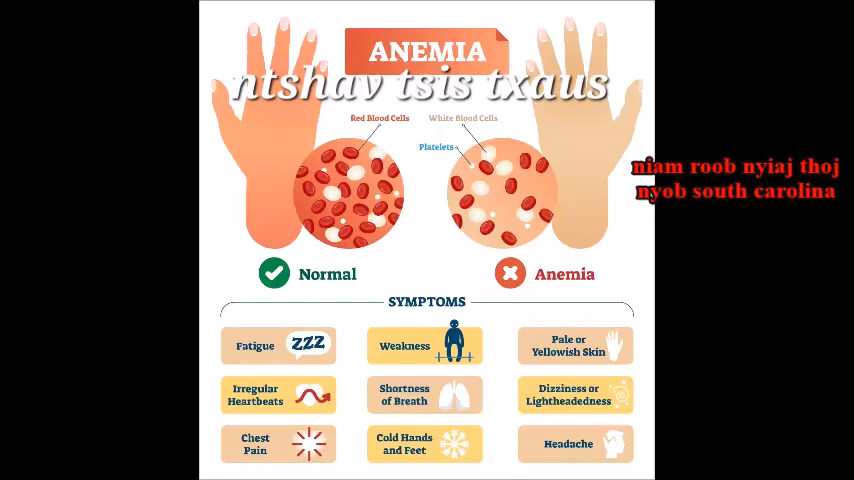 ANEMIA
ntshav tsis txaus
Red Blood Cells
White Blood Cells
Platelets
niam roob nyiaj thoj
nyob south carolina
Normal
Anemia
SYMPTOMS
Fatigue
ZZZ
Weakness
Pale or
Yellowish Skin
Irregular
Heartbeats
Shortness
of Breath
Dizziness or
Lightheadedness
Chest
Pain
Cold Hands
and Feet
Headache